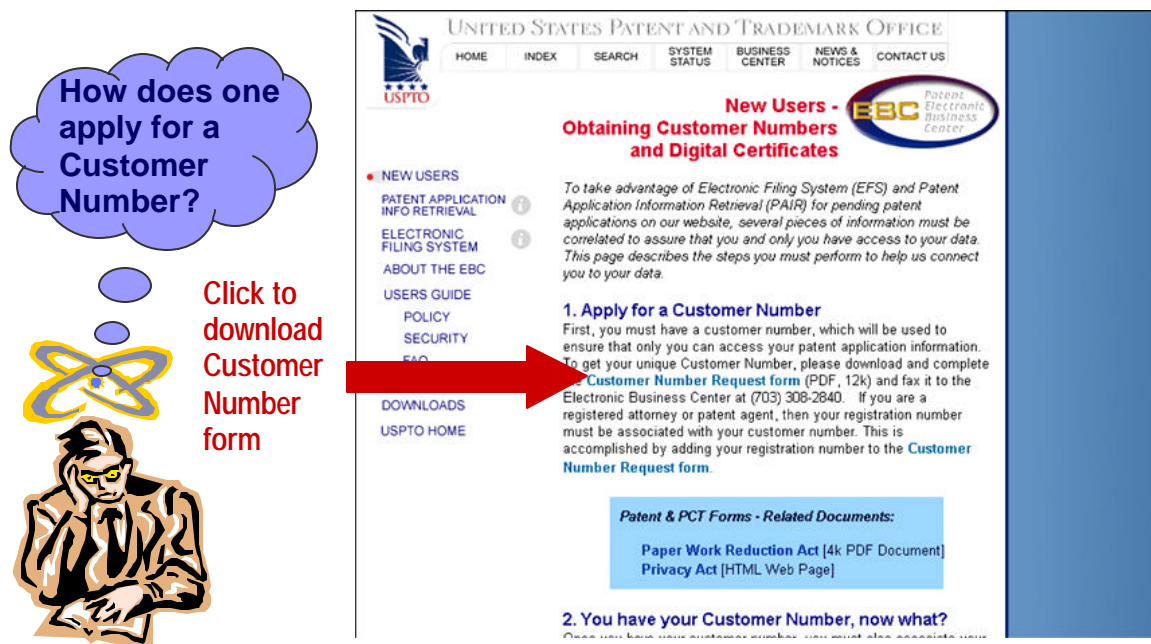 How does one
apply for a
Customer
Number?
Click to
download
Customer
Number
form
UNITED STATES PATENT AND TRADEMARK OFFICE
HOME INDEX SEARCH SYSTEM STATUS BUSINESS CENTER NEWS & NOTICES CONTACT US
USPTO
New Users -
Obtaining Customer Numbers
and Digital Certificates
EBC Patent
Electronic
Business
Center
NEW USERS
PATENT APPLICATION
INFO RETRIEVAL
ELECTRONIC
FILING SYSTEM
ABOUT THE EBC
USERS GUIDE
POLICY
SECURITY
FAQ
DOWNLOADS
USPTO HOME
To take advantage of Electronic Filing System (EFS) and Patent
Application Information Retrieval (PAIR) for pending patent
applications on our website, several pieces of information must be
correlated to assure that you and only you have access to your data.
This page describes the steps you must perform to help us connect
you to your data.
1. Apply for a Customer Number
First, you must have a customer number, which will be used to
ensure that only you can access your patent application information.
To get your unique Customer Number, please download and complete
Customer Number Request form (PDF, 12k) and fax it to the
Electronic Business Center at (703) 308-2840. If you are a
registered attorney or patent agent, then your registration number
must be associated with your customer number. This is
accomplished by adding your registration number to the Customer
Number Request form.
Patent & PCT Forms - Related Documents:
Paper Work Reduction Act [4k PDF Document]
Privacy Act [HTML Web Page]
2. You have your Customer Number, now what?